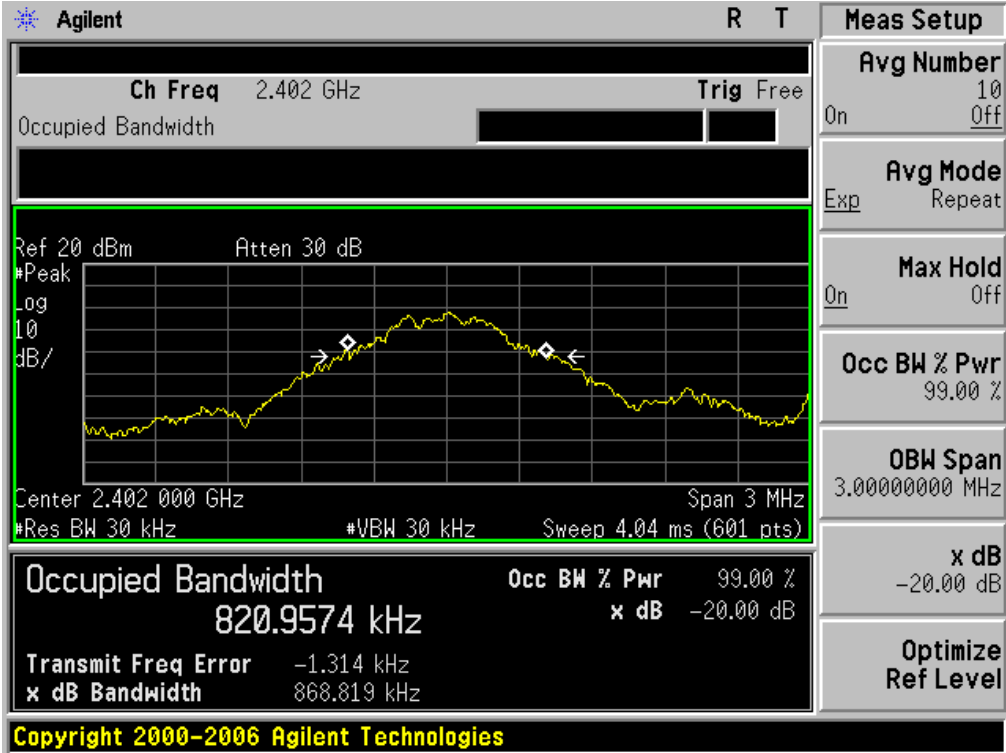 Agilent R T
Ch Freq 2.402 GHz Trig Free
Occupied Bandwidth
Ref 20 dBm Atten 30 dB
#Peak
Log
10
dB/
Center 2.402 000 GHz Span 3 MHz
#Res BW 30 kHz #VBW 30 kHz Sweep 4.04 ms (601 pts)
Occupied Bandwidth Occ BW % Pwr 99.00 %
820.9574 kHz x dB -20.00 dB
Transmit Freq Error -1.314 kHz
x dB Bandwidth 868.819 kHz
Copyright 2000-2006 Agilent Technologies
Meas Setup
Avg Number
10
On Off
Avg Mode
Exp Repeat
Max Hold
On Off
Occ BW % Pwr
99.00 %
OBW Span
3.00000000 MHz
x dB
-20.00 dB
Optimize
Ref Level